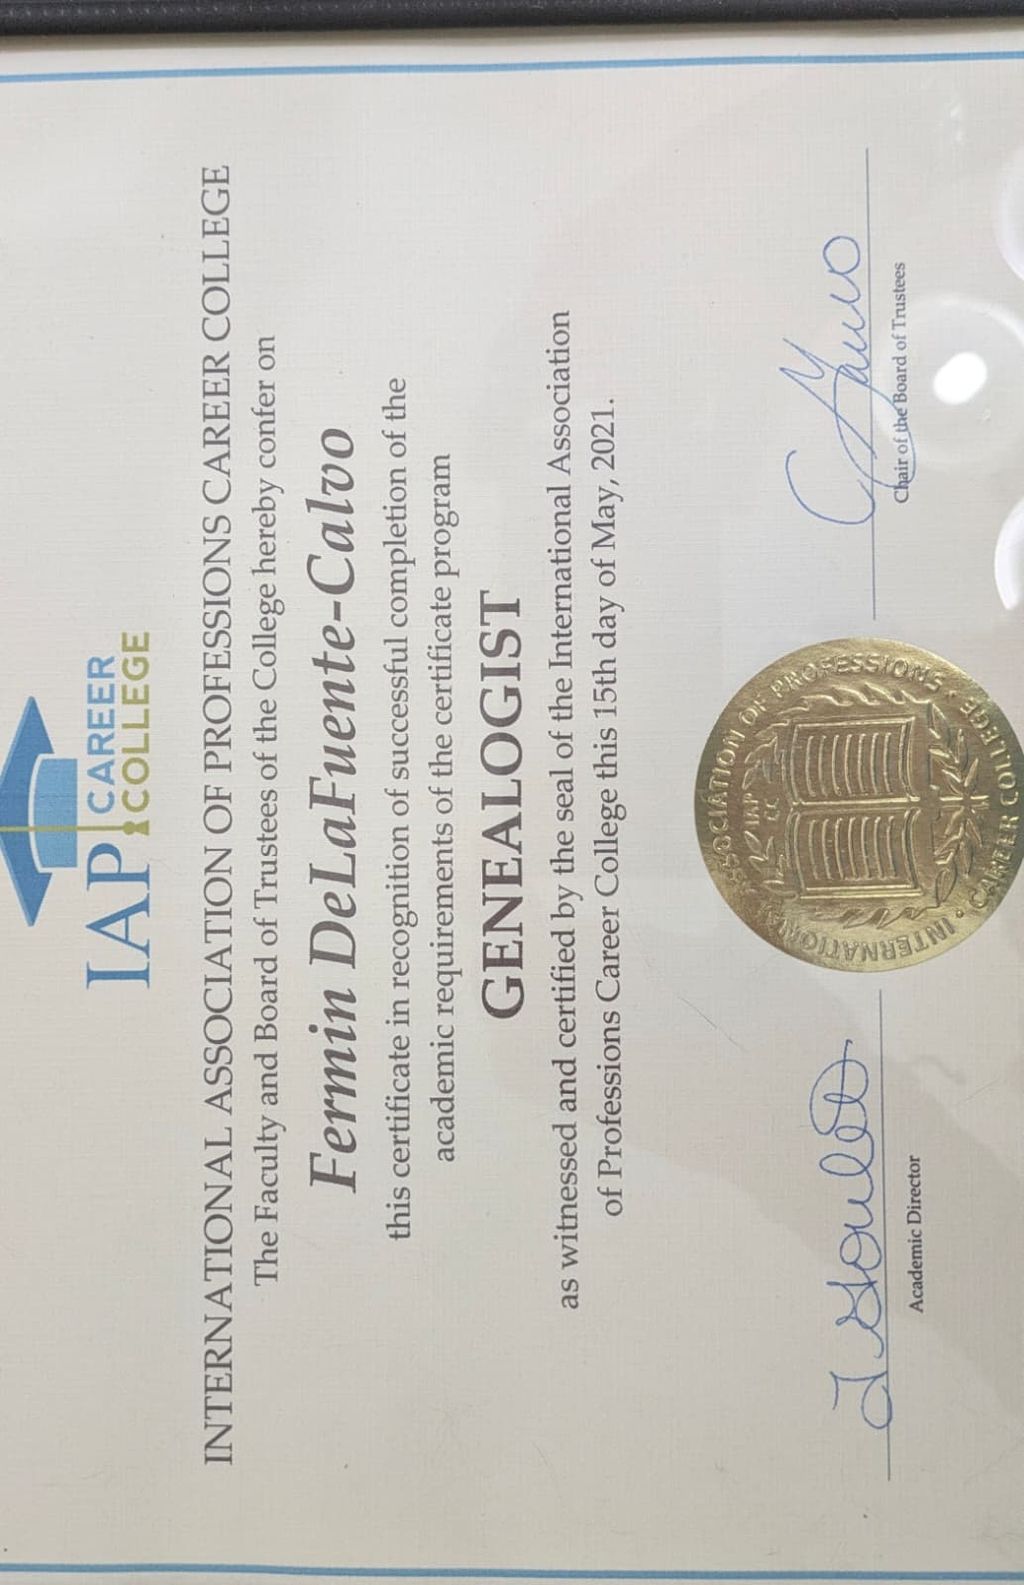 IAP CAREER
COLLEGE
INTERNATIONAL ASSOCIATION OF PROFESSIONS CAREER COLLEGE
The Faculty and Board of Trustees of the College hereby confer on
Fermin DeLaFuente-Calvo
this certificate in recognition of successful completion of the
academic requirements of the certificate program
GENEALOGIST
as witnessed and certified by the seal of the International Association
of Professions Career College this 15th day of May, 2021.
INTERNATIONAL ASSOCIATION OF PROFESSIONS · CAREER COLLEGE ·
IAP
CC
Academic Director
Chair of the Board of Trustees